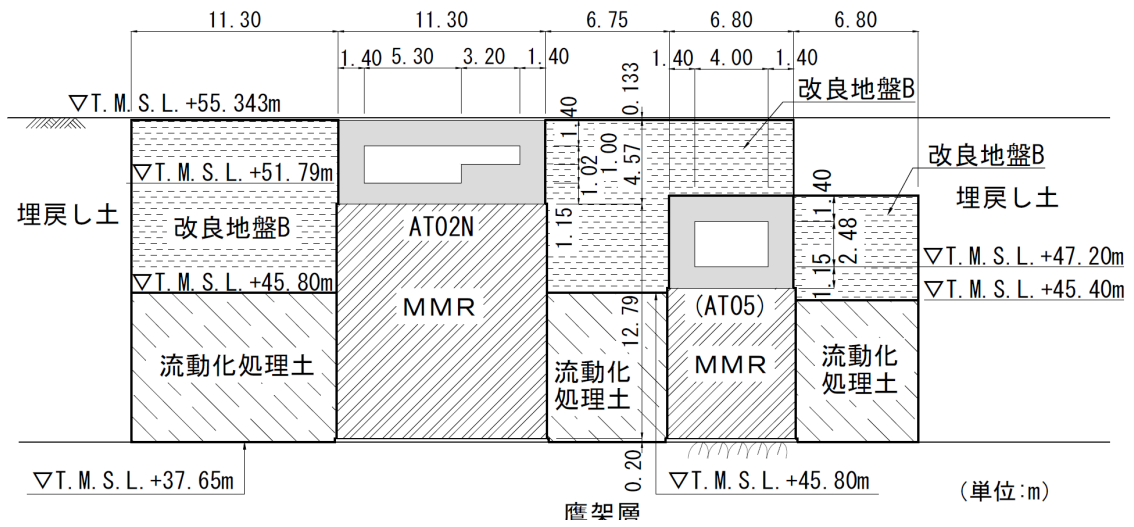 11.30
11.30
6.75
6.80
6.80
1.40
5.30
3.20
1.40
1.40
4.00
1.40
0.133
改良地盤B
▽T.M.S.L.+55.343m
1.40
1.00
1.02
4.57
1.15
改良地盤B
▽T.M.S.L.+51.79m
1.40
埋戻し土
埋戻し土
改良地盤B
AT02N
2.48
1.15
▽T.M.S.L.+47.20m
▽T.M.S.L.+45.80m
▽T.M.S.L.+45.40m
MMR
(AT05)
12.79
流動化処理土
流動化
処理土
MMR
流動化
処理土
▽T.M.S.L.+37.65m
0.20
▽T.M.S.L.+45.80m
(単位:m)
鷹架層